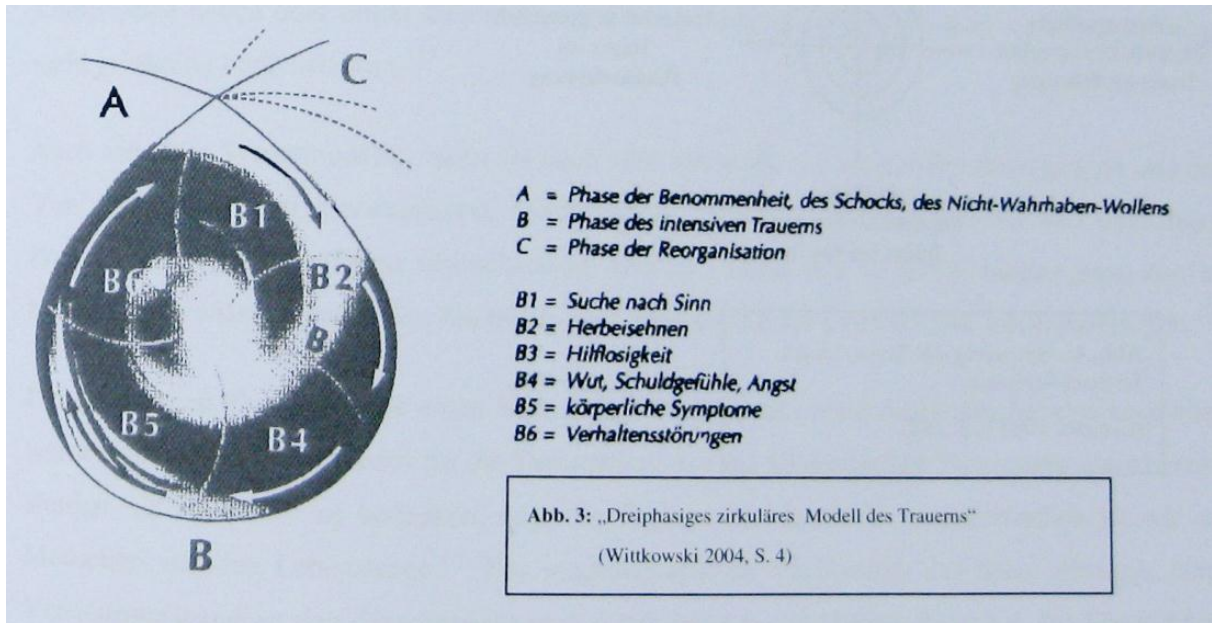 A
C
B1
B2
B
B4
B5
B6
B
A = Phase der Benommenheit, des Schocks, des Nicht-Wahrhaben-Wollens
B = Phase des intensiven Trauerns
C = Phase der Reorganisation
B1 = Suche nach Sinn
B2 = Herbeisehnen
B3 = Hilflosigkeit
B4 = Wut, Schuldgefühle, Angst
B5 = körperliche Symptome
B6 = Verhaltensstörungen
Abb. 3: „Dreiphasiges zirkuläres Modell des Trauerns“
(Wittkowski 2004, S. 4)